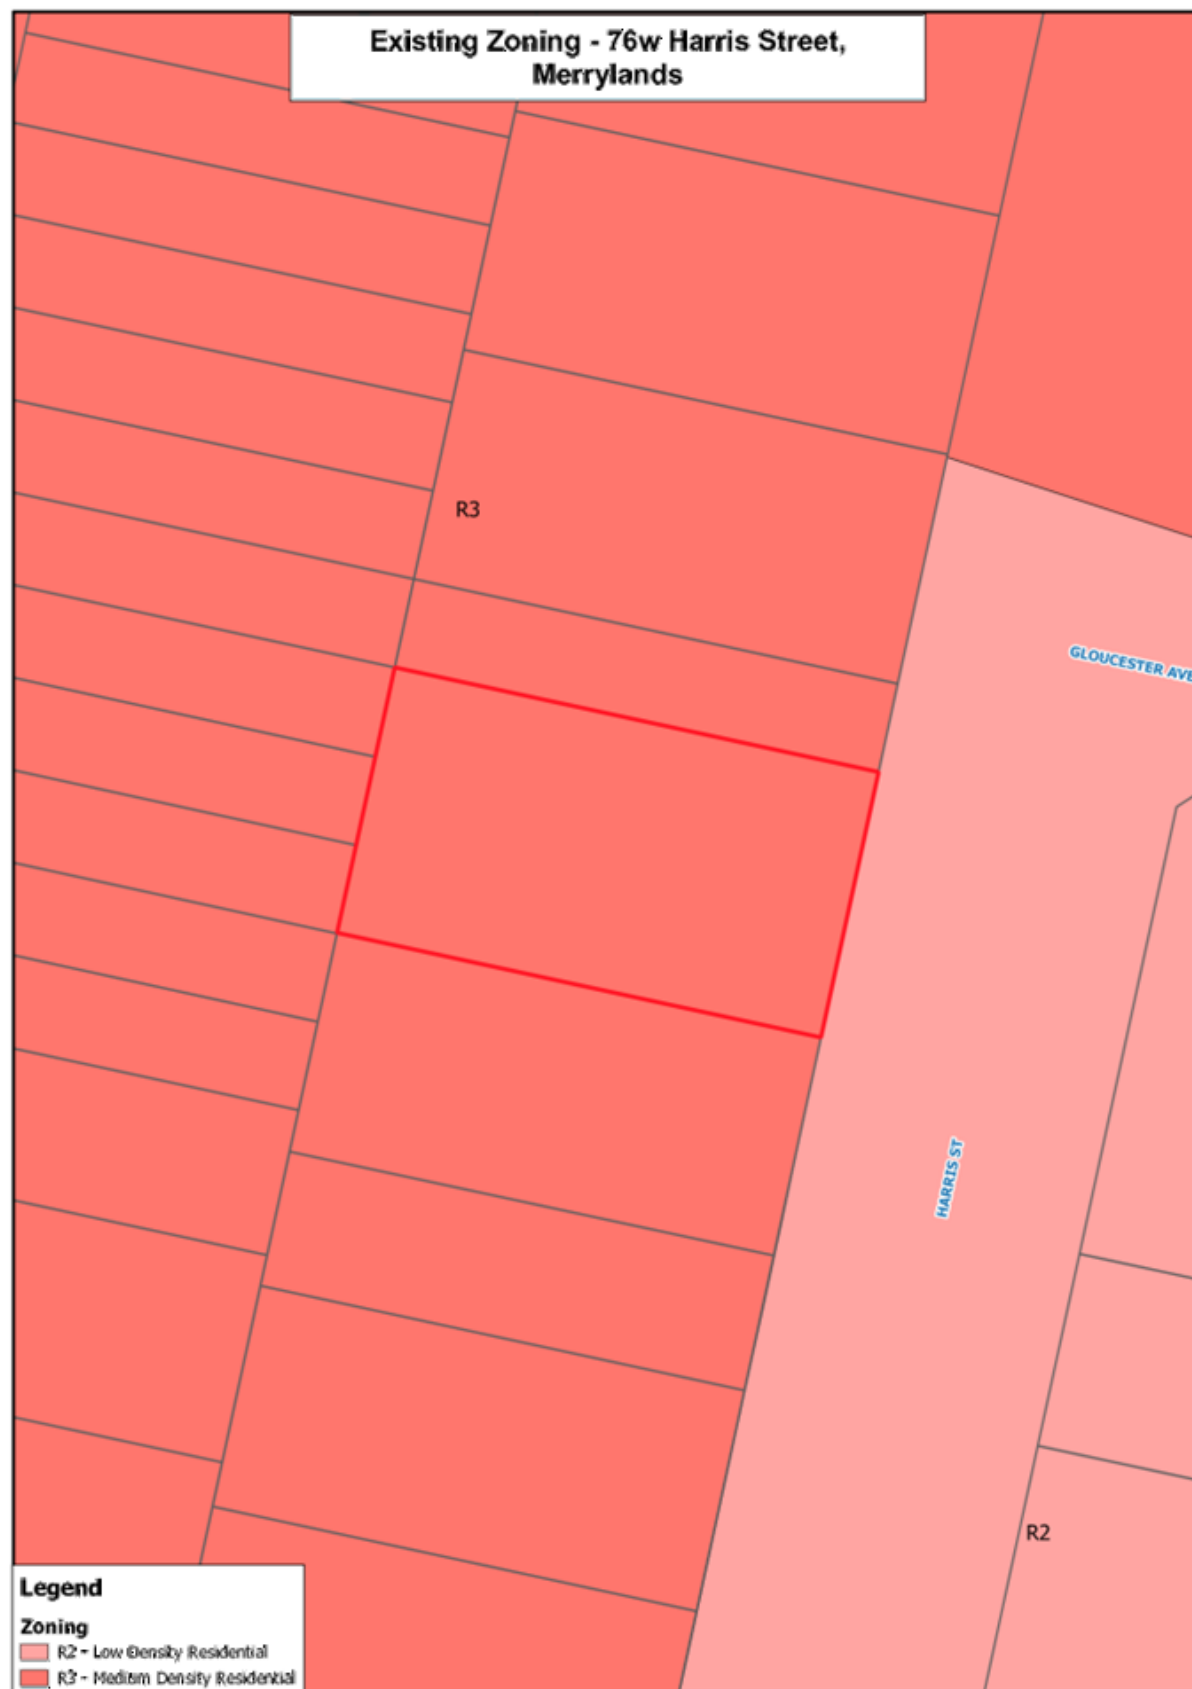 Existing Zoning - 76w Harris Street,
Merrylands
R3
GLOUCESTER AVE
HARRIS ST
R2
Legend
Zoning
R2 - Low Density Residential
R3 - Medium Density Residential